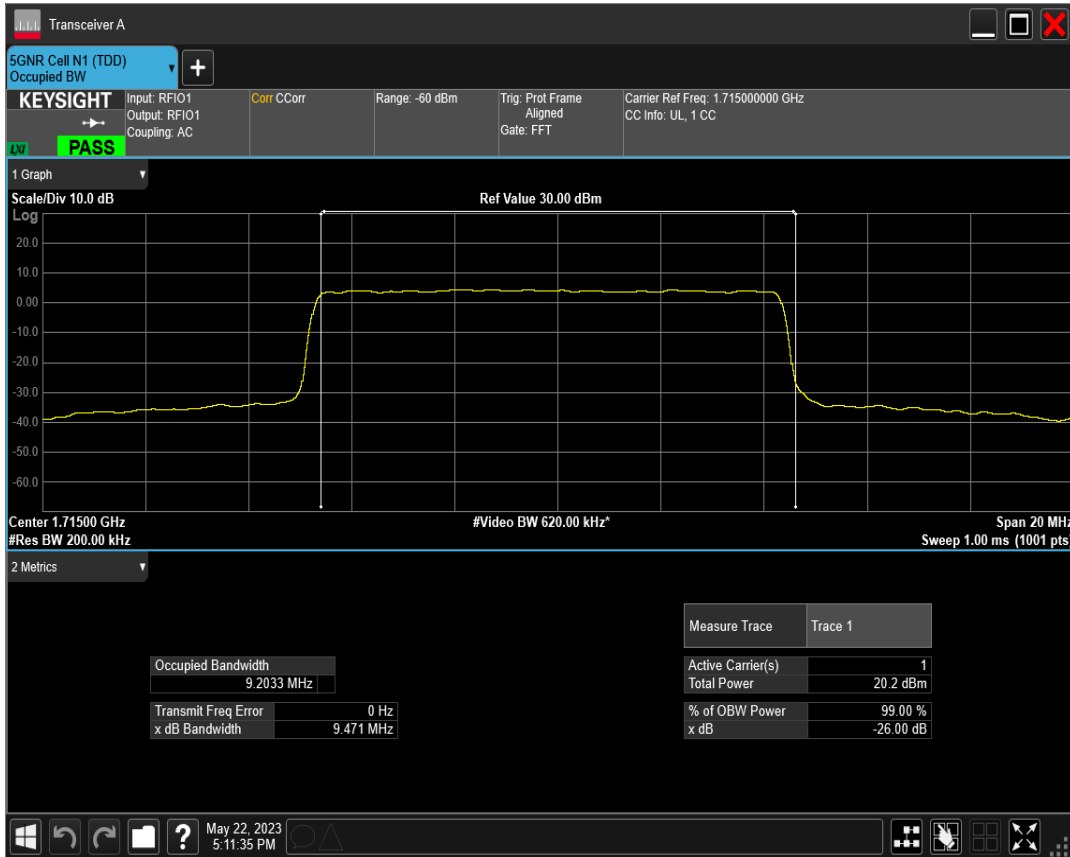 Transceiver A
5GNR Cell N1 (TDD)
Occupied BW
KEYSIGHT
LXI
PASS
Input: RFIO1
Output: RFIO1
Coupling: AC
Corr CCorr
Range: -60 dBm
Trig: Prot Frame
Aligned
Gate: FFT
Carrier Ref Freq: 1.715000000 GHz
CC Info: UL, 1 CC
1 Graph
Scale/Div 10.0 dB
Ref Value 30.00 dBm
Log
20.0
10.0
0.00
-10.0
-20.0
-30.0
-40.0
-50.0
-60.0
Center 1.71500 GHz
#Video BW 620.00 kHz*
Span 20 MHz
#Res BW 200.00 kHz
Sweep 1.00 ms (1001 pts)
2 Metrics
Measure Trace Trace 1
Occupied Bandwidth
9.2033 MHz
Active Carrier(s) 1
Total Power 20.2 dBm
Transmit Freq Error 0 Hz
x dB Bandwidth 9.471 MHz
% of OBW Power 99.00 %
x dB -26.00 dB
?
May 22, 2023
5:11:35 PM